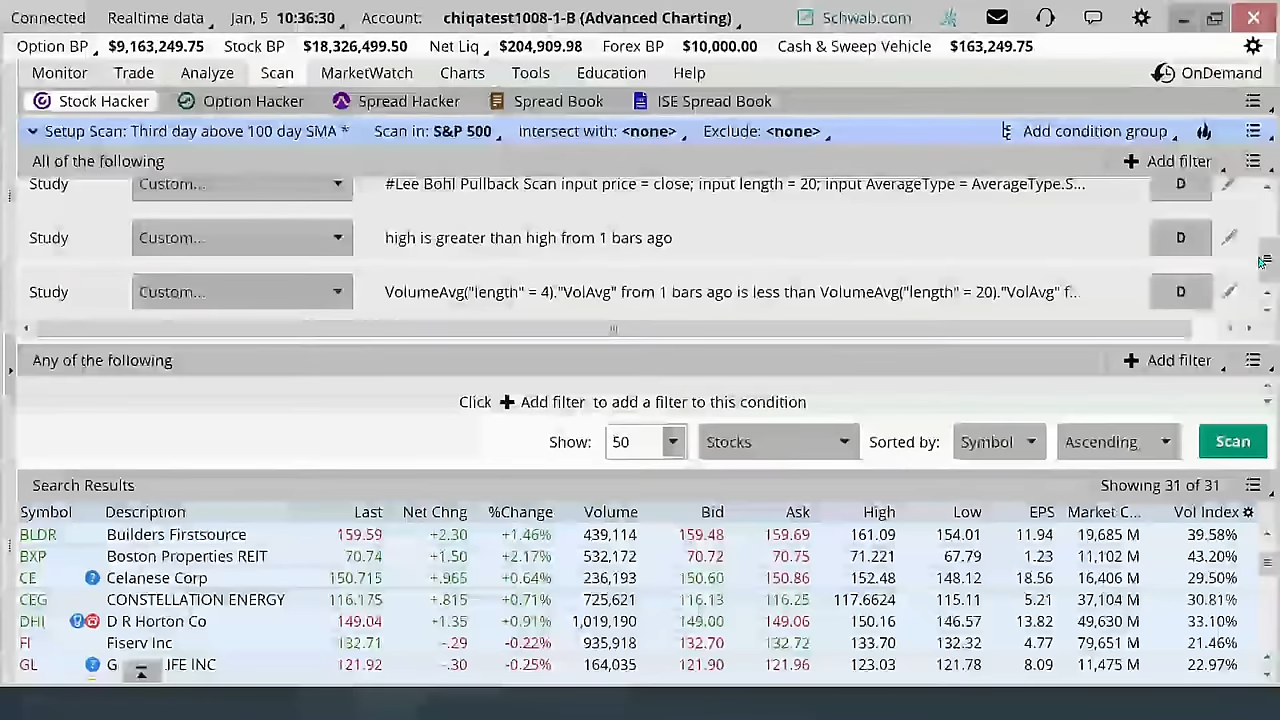 Connected Realtime data Jan, 5 10:36:30 Account: chiqatest1008-1-B (Advanced Charting) Schwab.com
Option BP $9,163,249.75 Stock BP $18,326,499.50 Net Liq $204,909.98 Forex BP $10,000.00 Cash & Sweep Vehicle $163,249.75
Monitor Trade Analyze Scan MarketWatch Charts Tools Education Help OnDemand
Stock Hacker Option Hacker Spread Hacker Spread Book ISE Spread Book
Setup Scan: Third day above 100 day SMA * Scan in: S&P 500 Intersect with: <none> Exclude: <none> Add condition group
All of the following Add filter
Study Custom... #Lee Bohl Pullback Scan input price = close; input length = 20; input AverageType = AverageType.S... D
Study Custom... high is greater than high from 1 bars ago D
Study Custom... VolumeAvg("length" = 4)."VolAvg" from 1 bars ago is less than VolumeAvg("length" = 20)."VolAvg" f... D
Any of the following Add filter
Click + Add filter to add a filter to this condition
Show: 50 Stocks Sorted by: Symbol Ascending Scan
Search Results Showing 31 of 31
Symbol Description Last Net Chng %Change Volume Bid Ask High Low EPS Market C... Vol Index
BLDR Builders Firstsource 159.59 +2.30 +1.46% 439,114 159.48 159.69 161.09 154.01 11.94 19,685 M 39.58%
BXP Boston Properties REIT 70.74 +1.50 +2.17% 532,172 70.72 70.75 71.221 67.79 1.23 11,102 M 43.20%
CE Celanese Corp 150.715 +.965 +0.64% 236,193 150.60 150.86 152.48 148.12 18.56 16,406 M 29.50%
CEG CONSTELLATION ENERGY 116.175 +.815 +0.71% 725,621 116.13 116.25 117.6624 115.11 5.21 37,104 M 30.81%
DHI D R Horton Co 149.04 +1.35 +0.91% 1,019,190 149.00 149.06 150.16 146.57 13.82 49,630 M 33.10%
FI Fiserv Inc 132.71 -.29 -0.22% 935,918 132.70 132.72 133.70 132.32 4.77 79,651 M 21.46%
GL G IFE INC 121.92 -.30 -0.25% 164,035 121.90 121.96 123.03 121.78 8.09 11,475 M 22.97%